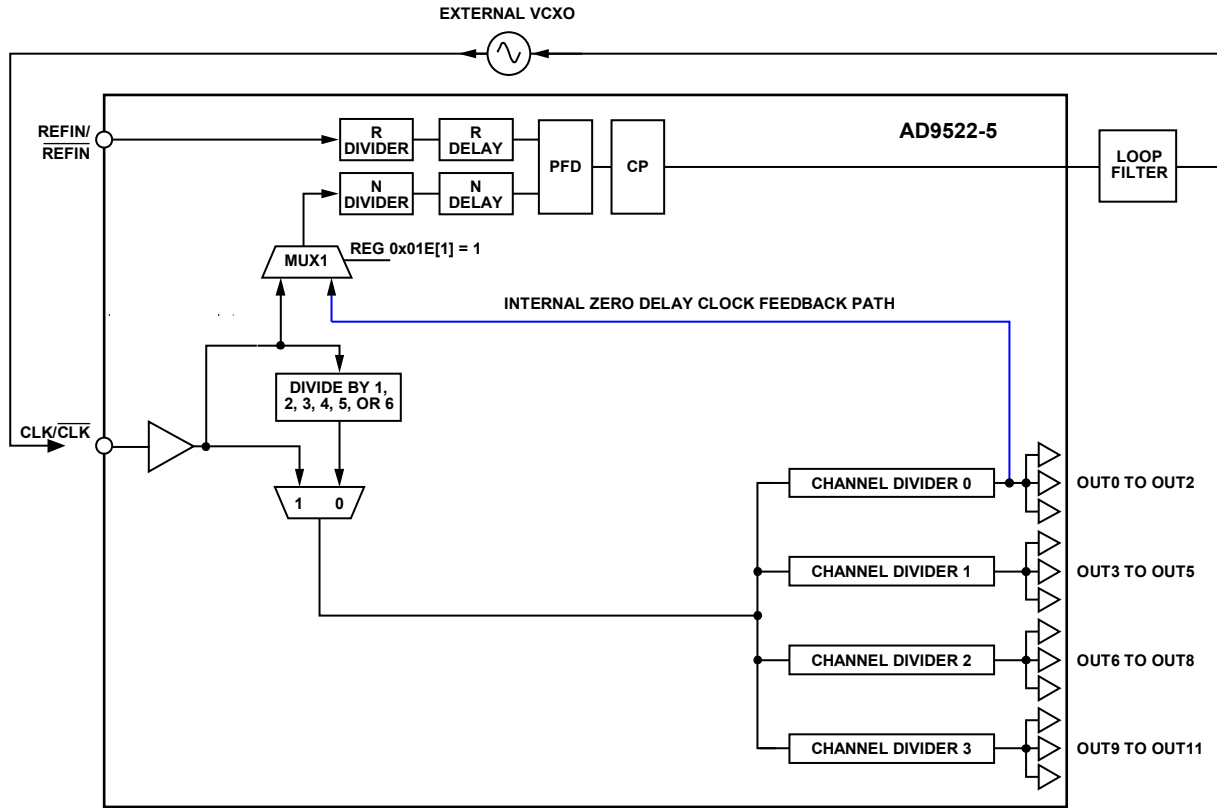 EXTERNAL VCXO
AD9522-5
REFIN/
REFIN
R
DIVIDER
R
DELAY
PFD
CP
LOOP
FILTER
N
DIVIDER
N
DELAY
REG 0x01E[1] = 1
MUX1
INTERNAL ZERO DELAY CLOCK FEEDBACK PATH
DIVIDE BY 1,
2, 3, 4, 5, OR 6
CLK/CLK
1 0
CHANNEL DIVIDER 0
OUT0 TO OUT2
CHANNEL DIVIDER 1
OUT3 TO OUT5
CHANNEL DIVIDER 2
OUT6 TO OUT8
CHANNEL DIVIDER 3
OUT9 TO OUT11